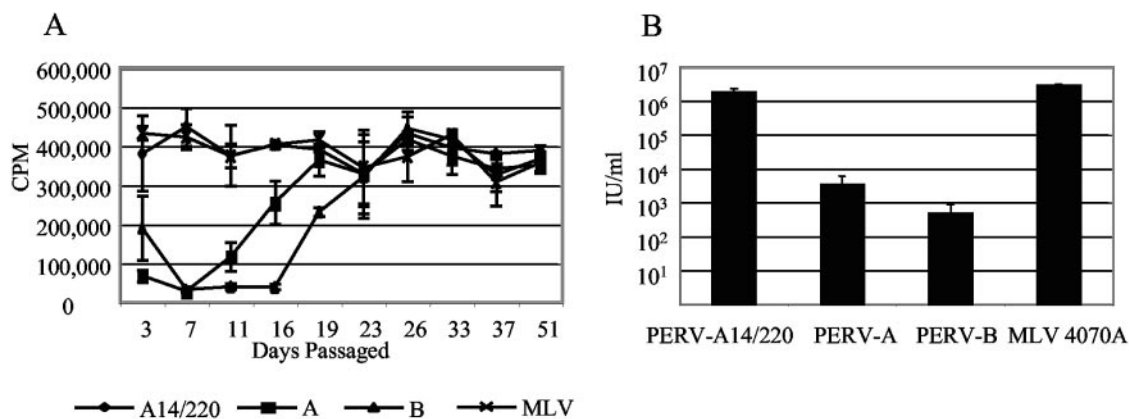 A
600,000
500,000
400,000
300,000
200,000
100,000
0
CPM
3 7 11 16 19 23 26 33 37 51
Days Passaged
A14/220 A B MLV
B
10^7
10^6
10^5
10^4
10^3
10^2
10^1
IU/ml
PERV-A14/220 PERV-A PERV-B MLV 4070A